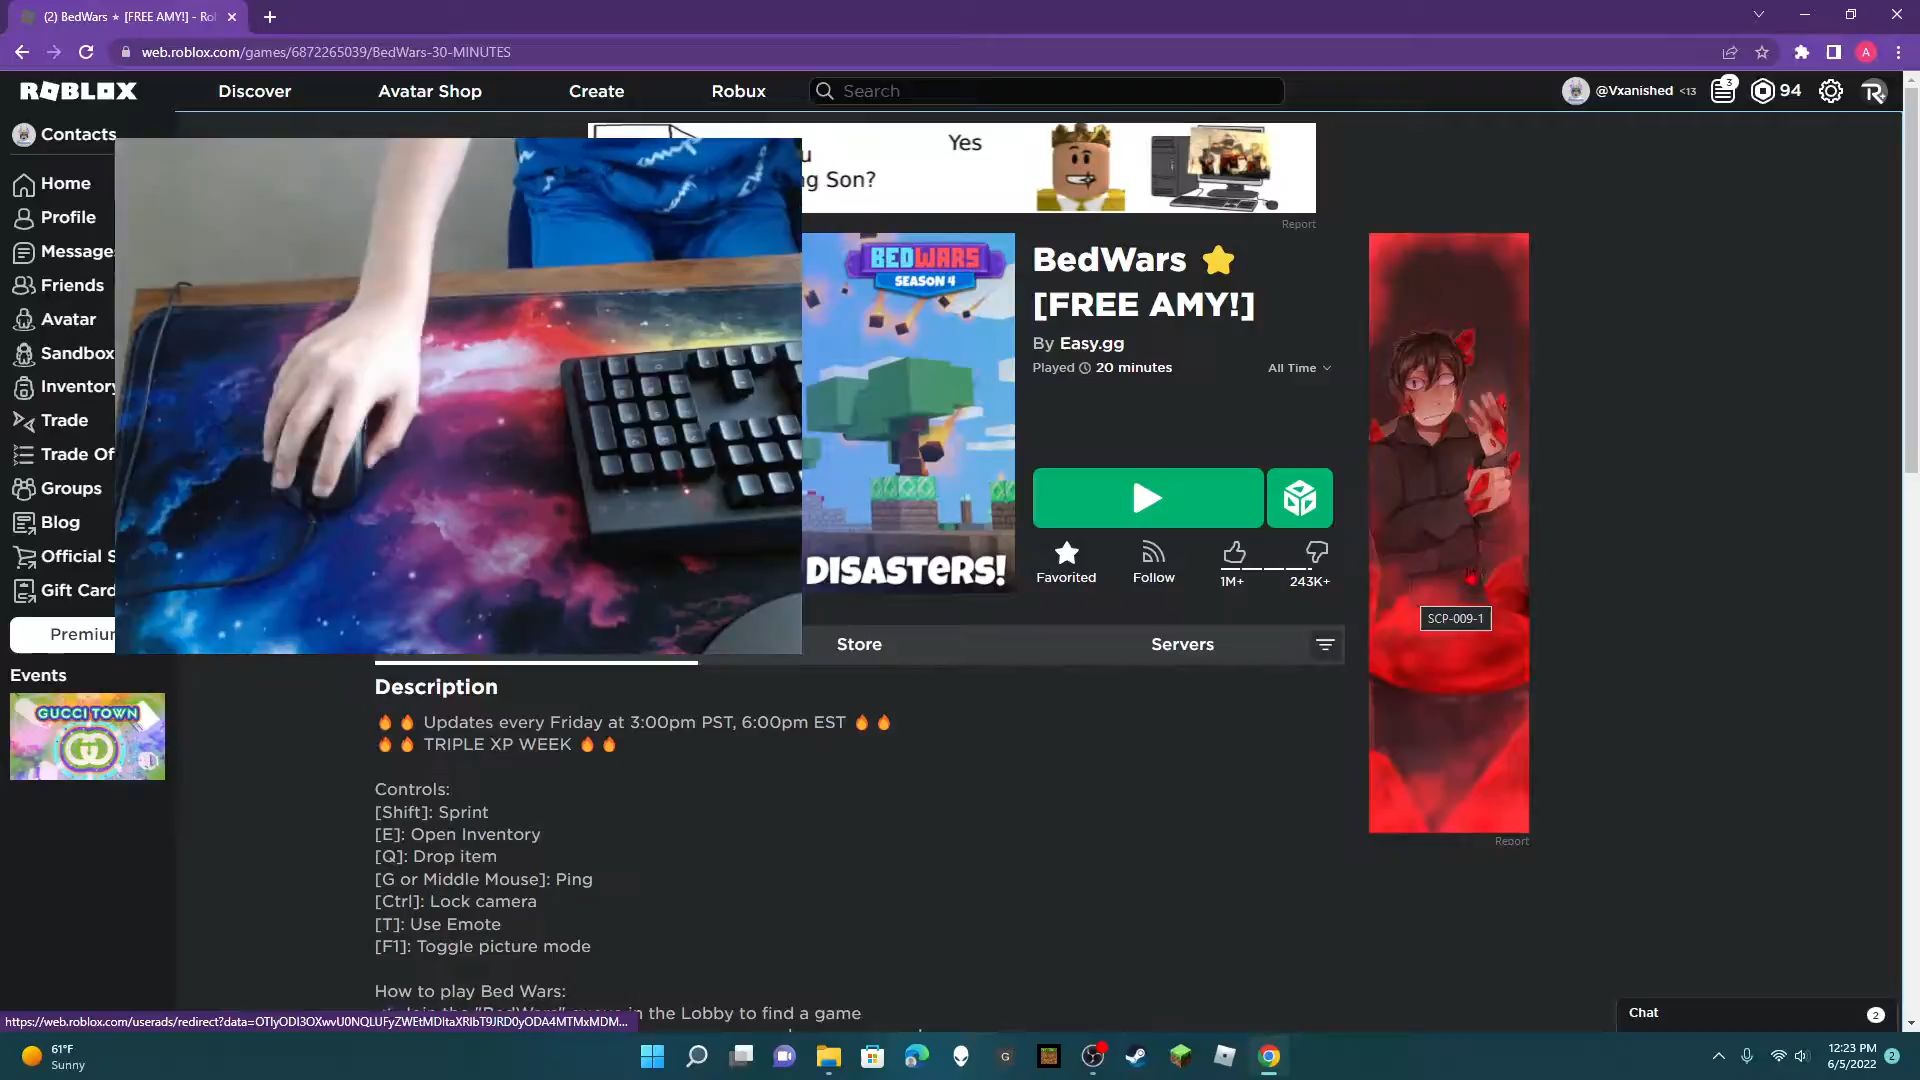 (2) BedWars ★ [FREE AMY!] - Ro
web.roblox.com/games/6872265039/BedWars-30-MINUTES
ROBLOX
Discover
Avatar Shop
Create
Robux
Search
@Vxanished <13
3
94
Contacts
Home
Profile
Message
Friends
Avatar
Sandbox
Inventory
Trade
Trade Of
Groups
Blog
Official S
Gift Card
Premiu
Events
GUCCI TOWN
u
ng Son?
Yes
Report
BEDWARS
SEASON 4
DISASTERS!
BedWars ⭐
[FREE AMY!]
By Easy.gg
Played 20 minutes
All Time
Favorited
Follow
1M+
243K+
SCP-009-1
Report
Store
Servers
Description
🔥🔥 Updates every Friday at 3:00pm PST, 6:00pm EST 🔥🔥
🔥🔥 TRIPLE XP WEEK 🔥🔥
Controls:
[Shift]: Sprint
[E]: Open Inventory
[Q]: Drop item
[G or Middle Mouse]: Ping
[Ctrl]: Lock camera
[T]: Use Emote
[F1]: Toggle picture mode
How to play Bed Wars:
in the Lobby to find a game
Chat
2
61°F
Sunny
12:23 PM
6/5/2022
2